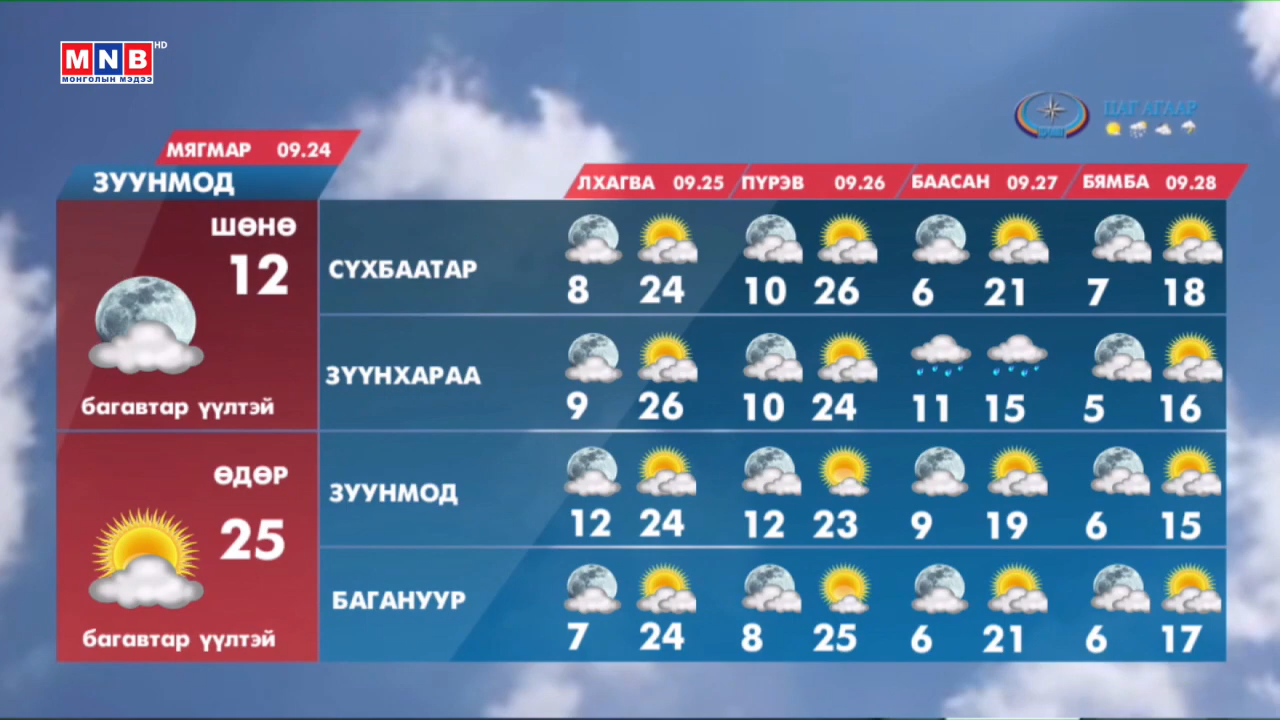 MNB HD
МОНГОЛЫН МЭДЭЭ
ЦАГ АГААР
МЯГМАР 09.24
ЗУУНМОД
ЛХАГВА 09.25 ПҮРЭВ 09.26 БААСАН 09.27 БЯМБА 09.28
ШӨНӨ
12
багавтар үүлтэй
ӨДӨР
25
багавтар үүлтэй
СҮХБААТАР
8 24 10 26 6 21 7 18
ЗҮҮНХАРАА
9 26 10 24 11 15 5 16
ЗУУНМОД
12 24 12 23 9 19 6 15
БАГАНУУР
7 24 8 25 6 21 6 17